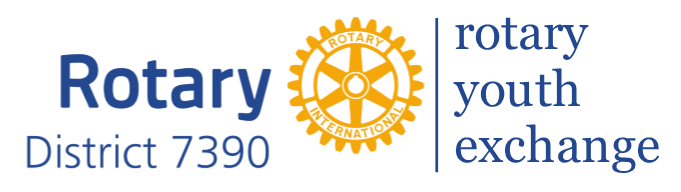 Rotary
District 7390
ROTARY
INTERNATIONAL
rotary
youth
exchange